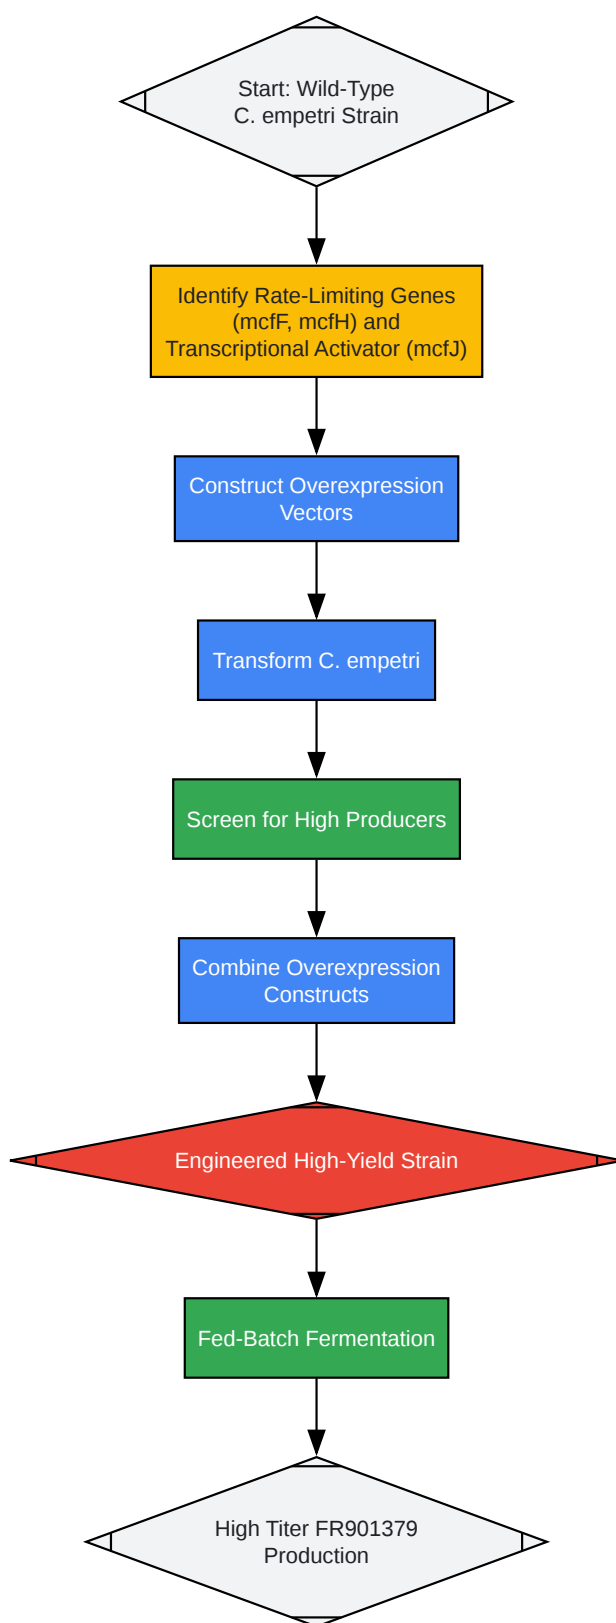 Start: Wild-Type
C. empetri Strain
Identify Rate-Limiting Genes
(mcfF, mcfH) and
Transcriptional Activator (mcfJ)
Construct Overexpression
Vectors
Transform C. empetri
Screen for High Producers
Combine Overexpression
Constructs
Engineered High-Yield Strain
Fed-Batch Fermentation
High Titer FR901379
Production